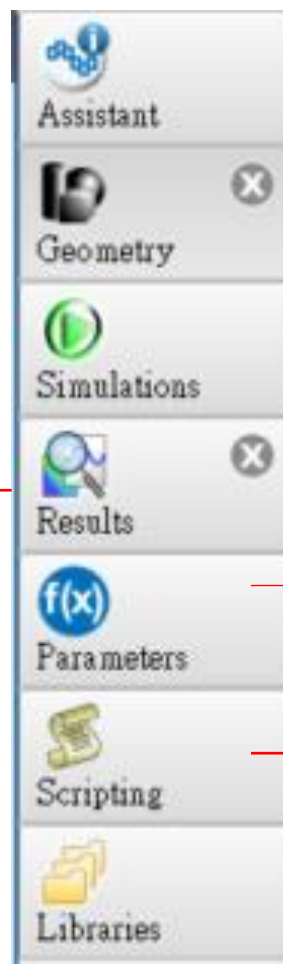 Assistant
Geometry
Simulations
Results
f(x)
Parameters
Scripting
Libraries